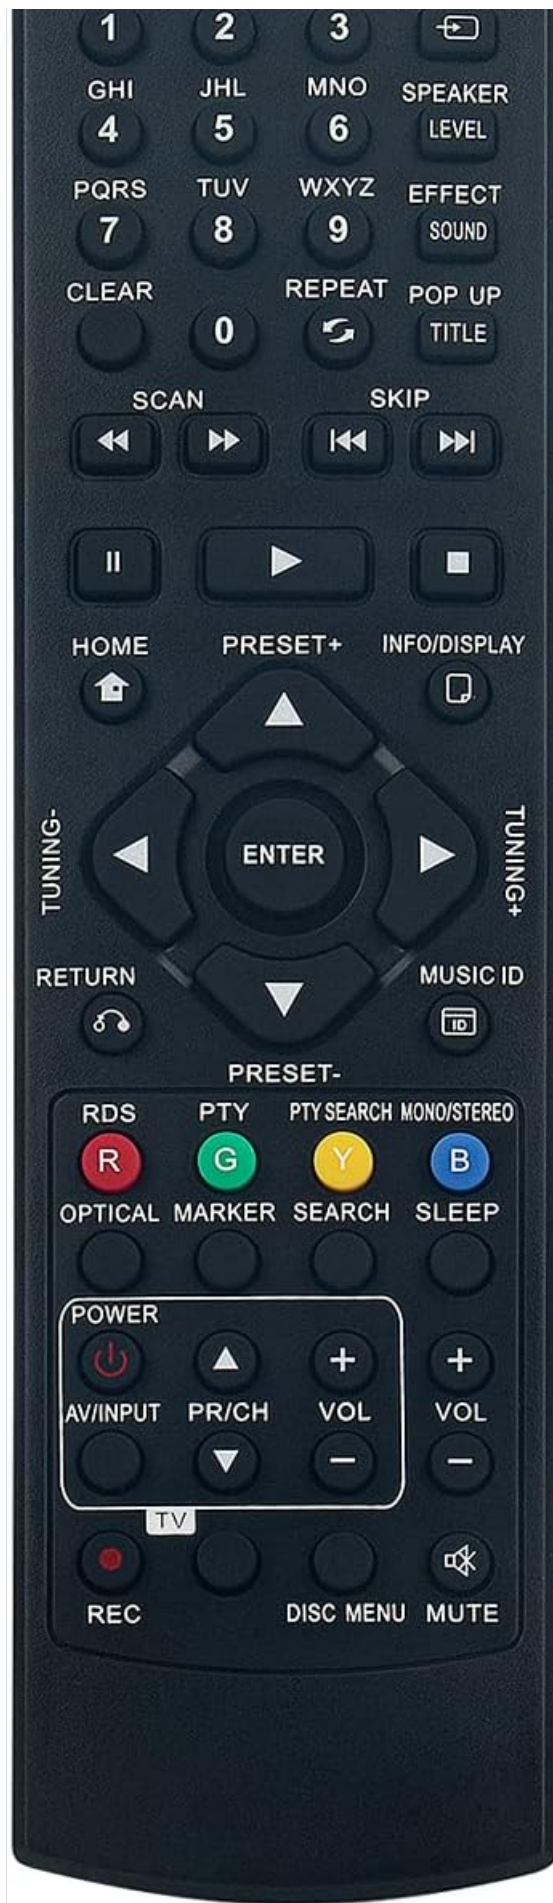 1 2 3
GHI JHL MNO SPEAKER
4 5 6 LEVEL
PQRS TUV WXYZ EFFECT
7 8 9 SOUND
CLEAR REPEAT POP UP
0 TITLE
SCAN SKIP
HOME PRESET+ INFO/DISPLAY
TUNING- ENTER TUNING+
RETURN MUSIC ID
ID
PRESET-
RDS PTY PTY SEARCH MONO/STEREO
R G Y B
OPTICAL MARKER SEARCH SLEEP
POWER
+ +
AV/INPUT PR/CH VOL VOL
− −
TV
REC DISC MENU MUTE